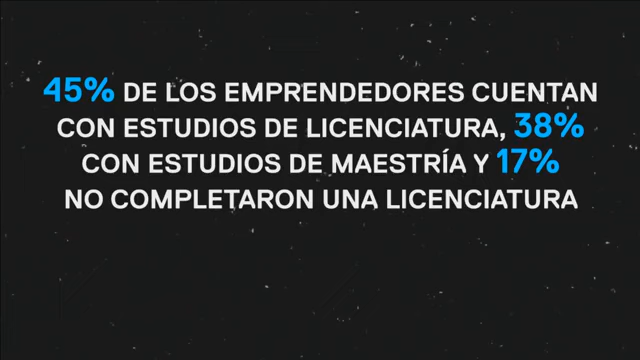 45% DE LOS EMPRENDEDORES CUENTAN
CON ESTUDIOS DE LICENCIATURA, 38%
CON ESTUDIOS DE MAESTRÍA Y 17%
NO COMPLETARON UNA LICENCIATURA